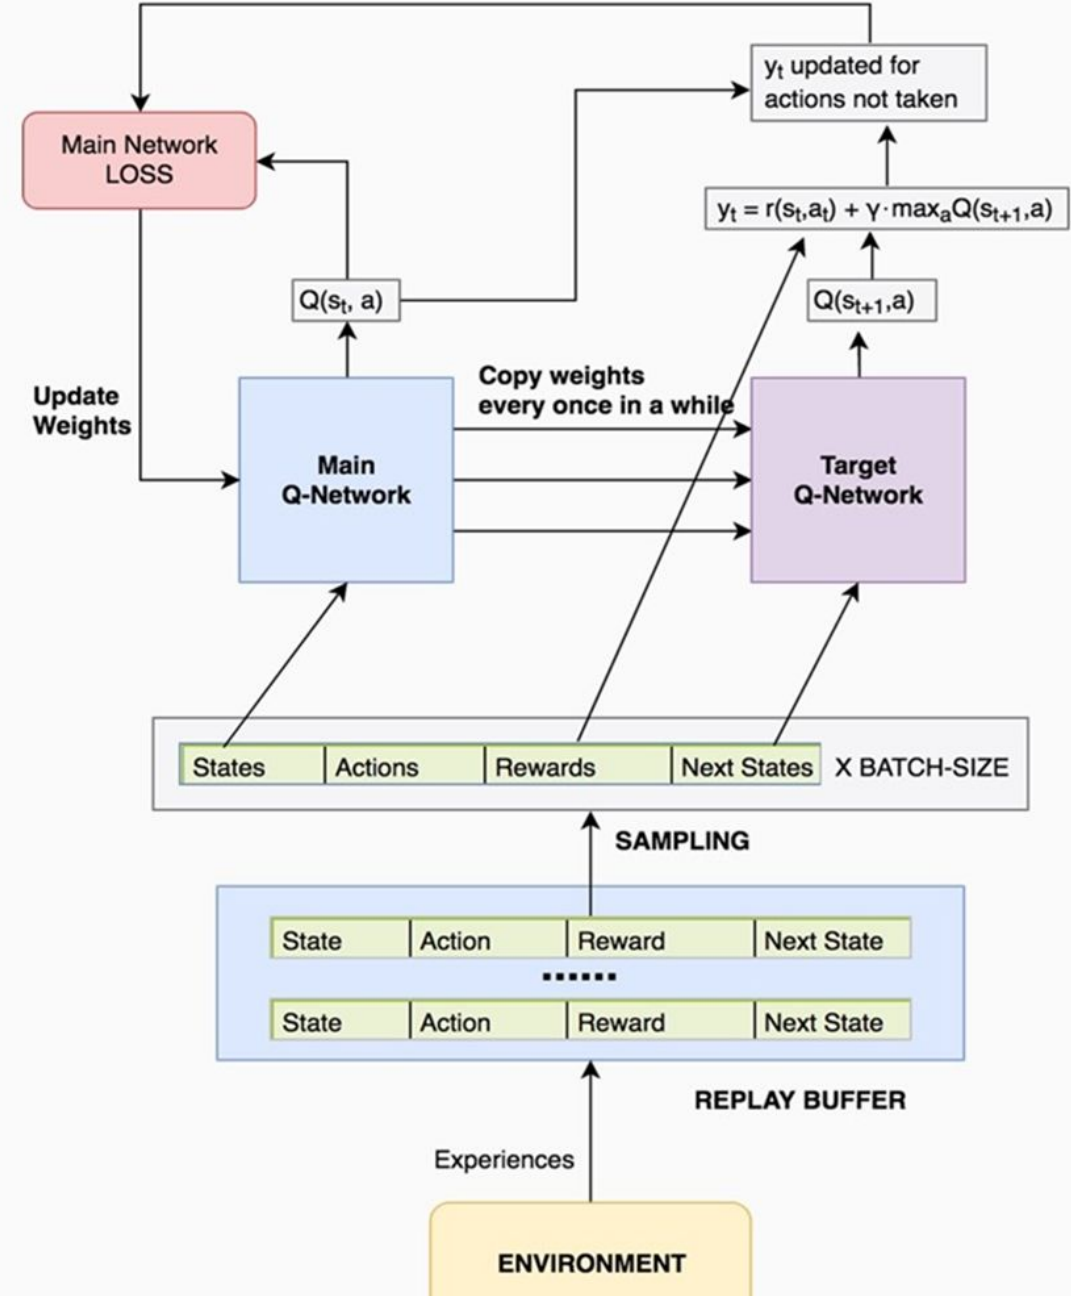 yₜ updated for
actions not taken
Main Network
LOSS
yₜ = r(sₜ,aₜ) + γ·maxₐQ(sₜ₊₁,a)
Q(sₜ, a)
Q(sₜ₊₁,a)
Copy weights
every once in a while
Update
Weights
Main
Q-Network
Target
Q-Network
States
Actions
Rewards
Next States
X BATCH-SIZE
SAMPLING
State
Action
Reward
Next State
State
Action
Reward
Next State
REPLAY BUFFER
Experiences
ENVIRONMENT